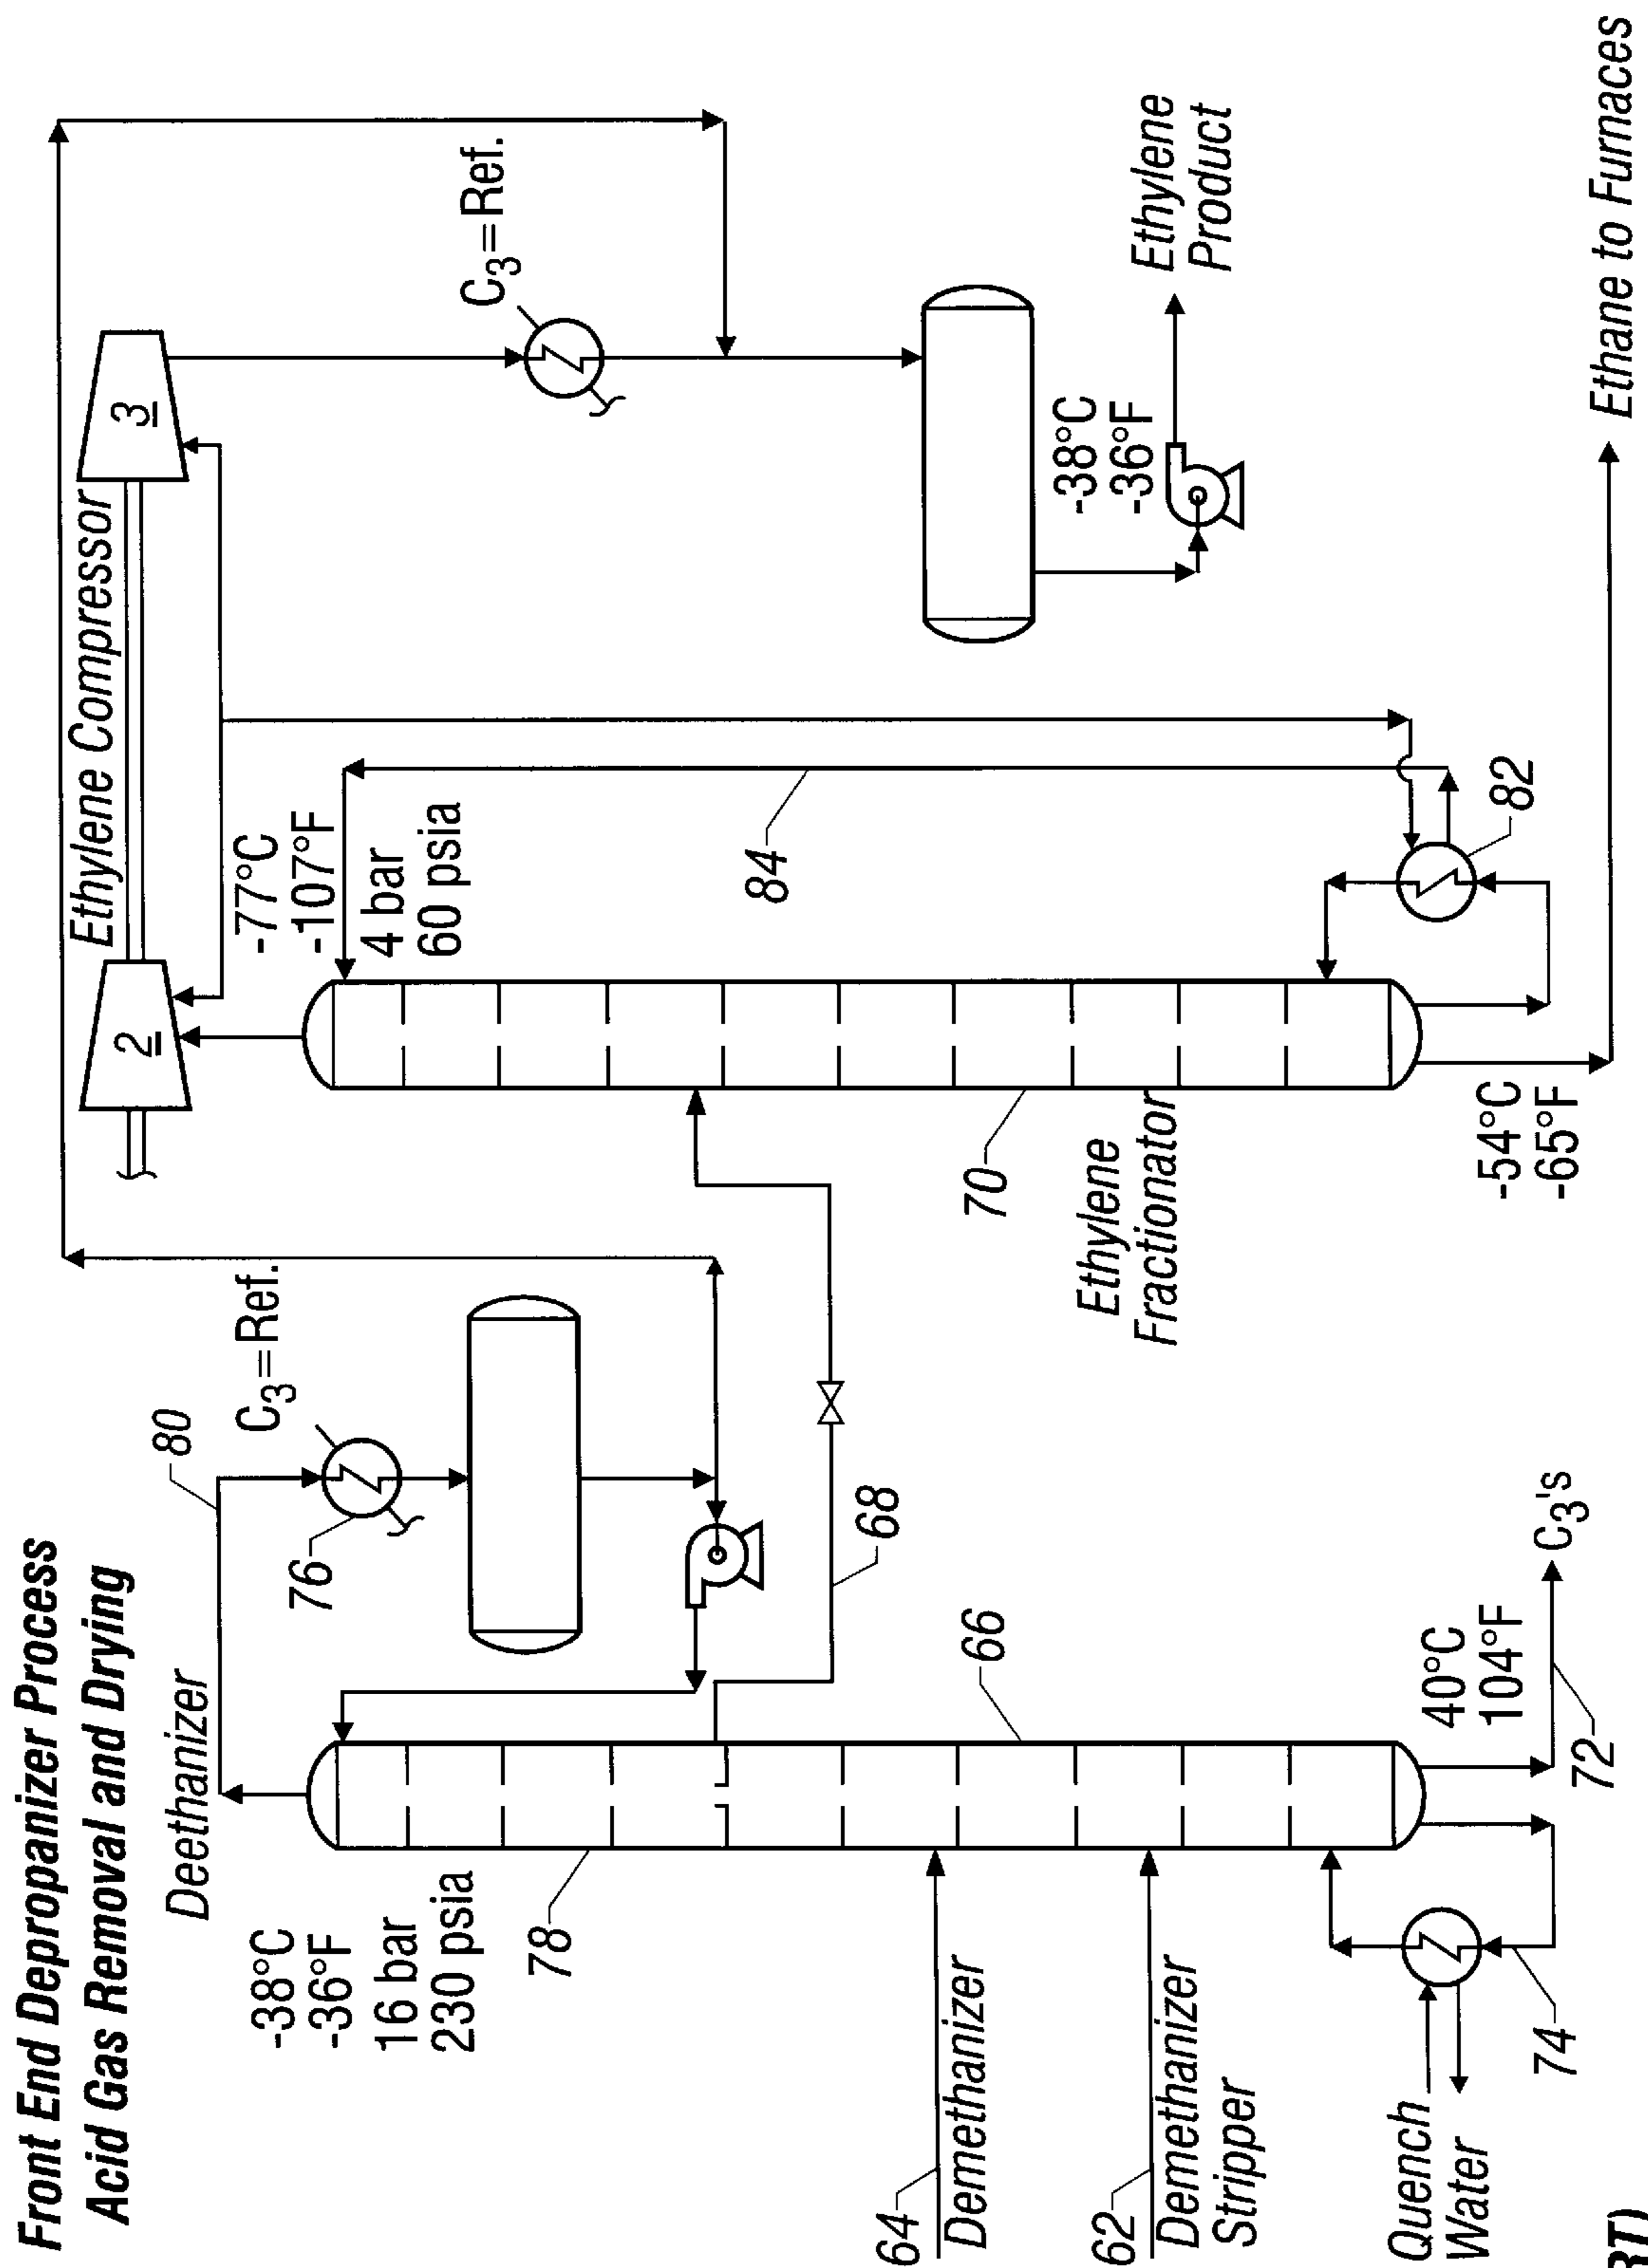 Front End Depropanizer Process
Acid Gas Removal and Drying
Deethanizer
80
C3=Ref.
76
-38°C
-36°F
16 bar
230 psia
78
68
66
64
Demethanizer
62
Demethanizer
Stripper
Quench
Water
74
40°C
104°F
72
C3's
Ethylene Compressor
2
3
-77°C
-107°F
4 bar
60 psia
84
70
Ethylene
Fractionator
82
-54°C
-65°F
C3=Ref.
-38°C
-36°F
Ethylene
Product
Ethane to Furnaces